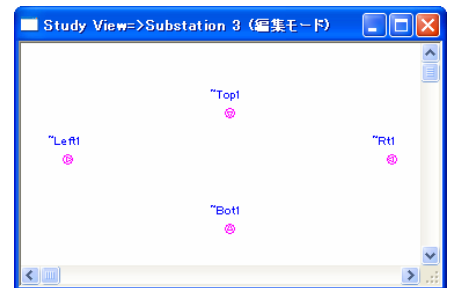 Study View=>Substation 3 (編集モード)
~Top1
~Left1
~Rt1
~Bot1